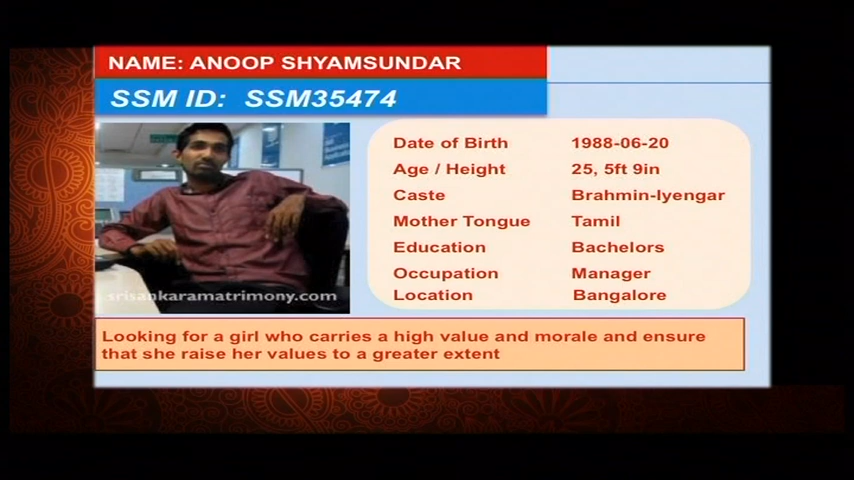 NAME: ANOOP SHYAMSUNDAR
SSM ID: SSM35474
Date of Birth 1988-06-20
Age / Height 25, 5ft 9in
Caste Brahmin-Iyengar
Mother Tongue Tamil
Education Bachelors
Occupation Manager
Location Bangalore
srisankaramatrimony.com
Looking for a girl who carries a high value and morale and ensure
that she raise her values to a greater extent